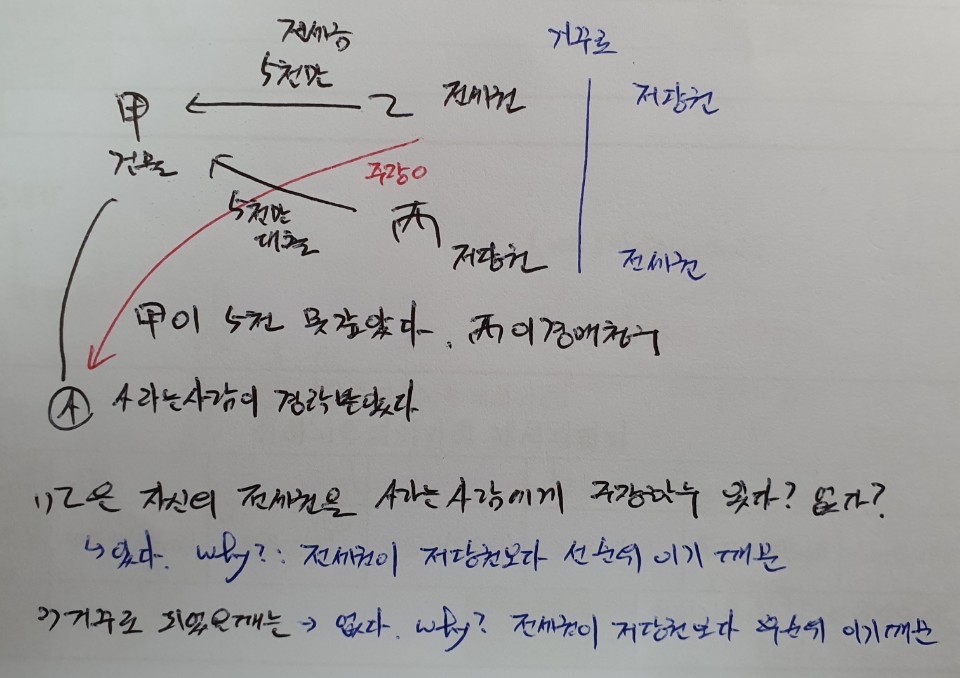 전세금
5천만
甲 乙 전세권
건물
주장O
5천만
대출
丙
저당권
거꾸로
저당권
전세권
甲이 5천 못갚았다. 丙이경매청구
A A라는사람이 경락받았다
1) 乙은 자신의 전세권을 A라는사람에게 주장할수 있다? 없다?
↳ 있다. why?: 전세권이 저당권보다 선순위 이기 때문
2) 거꾸로 되었을때는 → 없다. why? 전세권이 저당권보다 후순위 이기때문